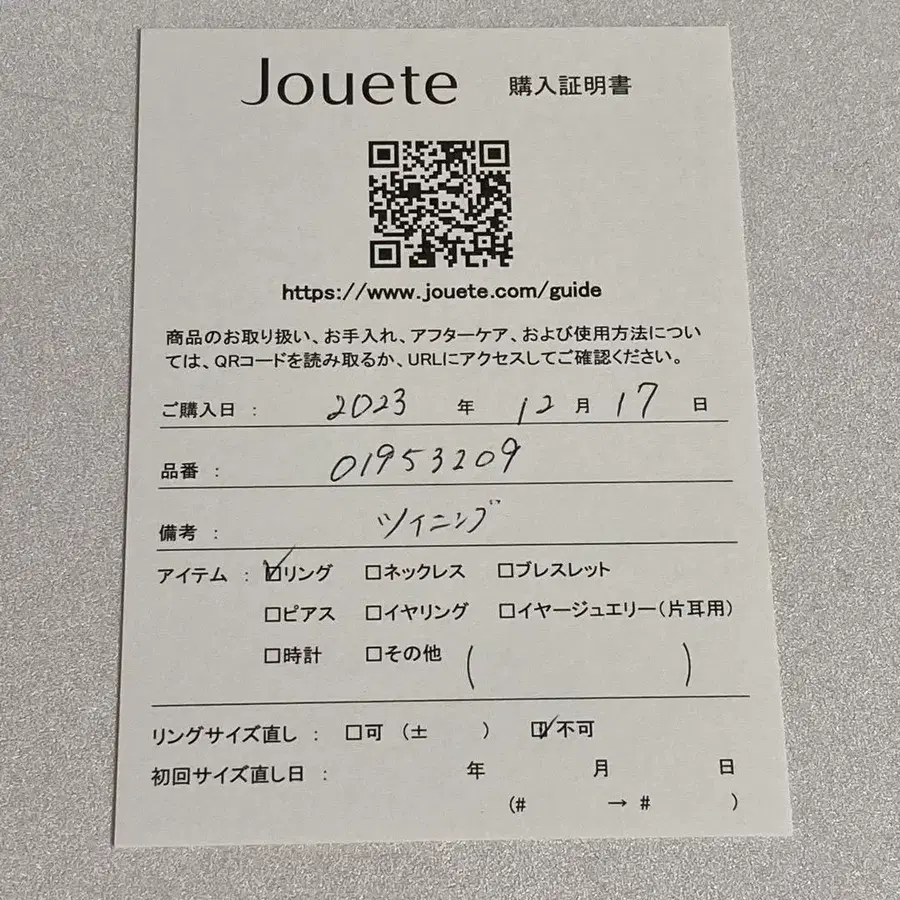 Jouete 購入証明書
https://www.jouete.com/guide
商品のお取り扱い、お手入れ、アフターケア、および使用方法につい
ては、QRコードを読み取るか、URLにアクセスしてご確認ください。
ご購入日 : 2023 年 12 月 17 日
品番 : 01953209
備考 : ツイニング
アイテム : ☑リング □ネックレス □ブレスレット
□ピアス □イヤリング □イヤージュエリー(片耳用)
□時計 □その他 ( )
リングサイズ直し : □可 (± ) ☑不可
初回サイズ直し日 : 年 月 日
(# → # )